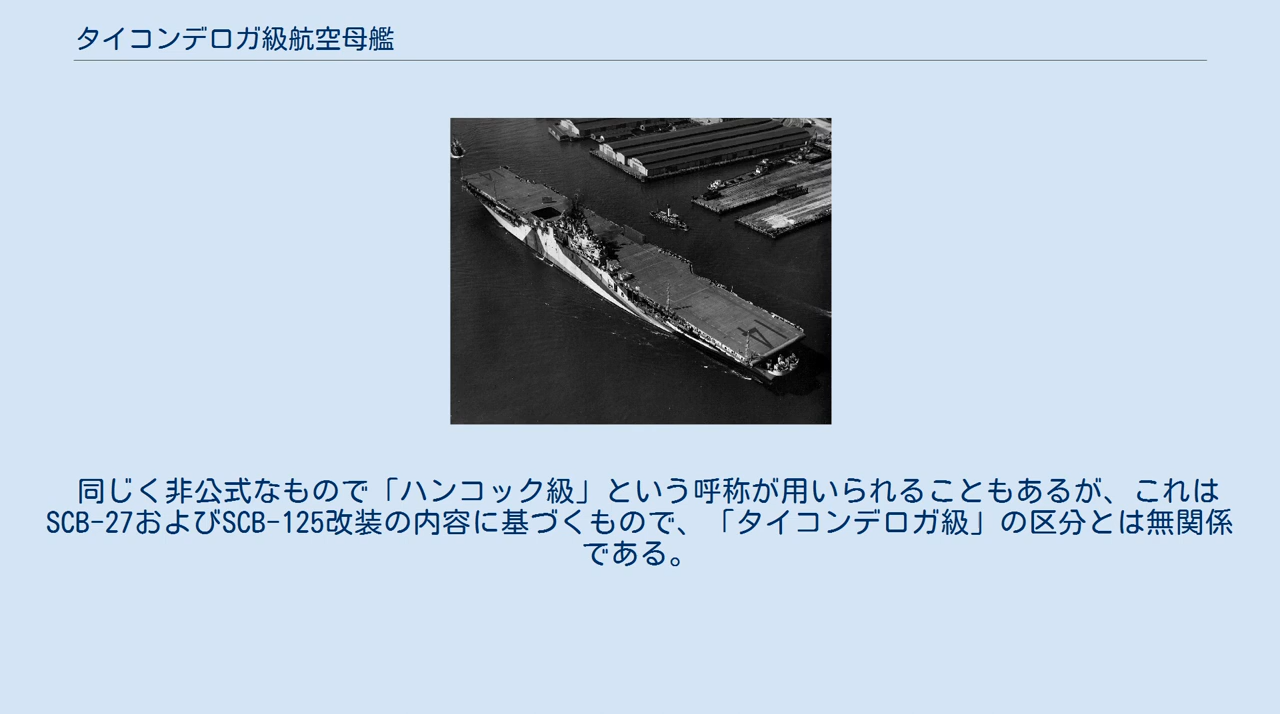 タイコンデロガ級航空母艦
同じく非公式なもので「ハンコック級」という呼称が用いられることもあるが、これは
SCB-27およびSCB-125改装の内容に基づくもので、「タイコンデロガ級」の区分とは無関係
である。